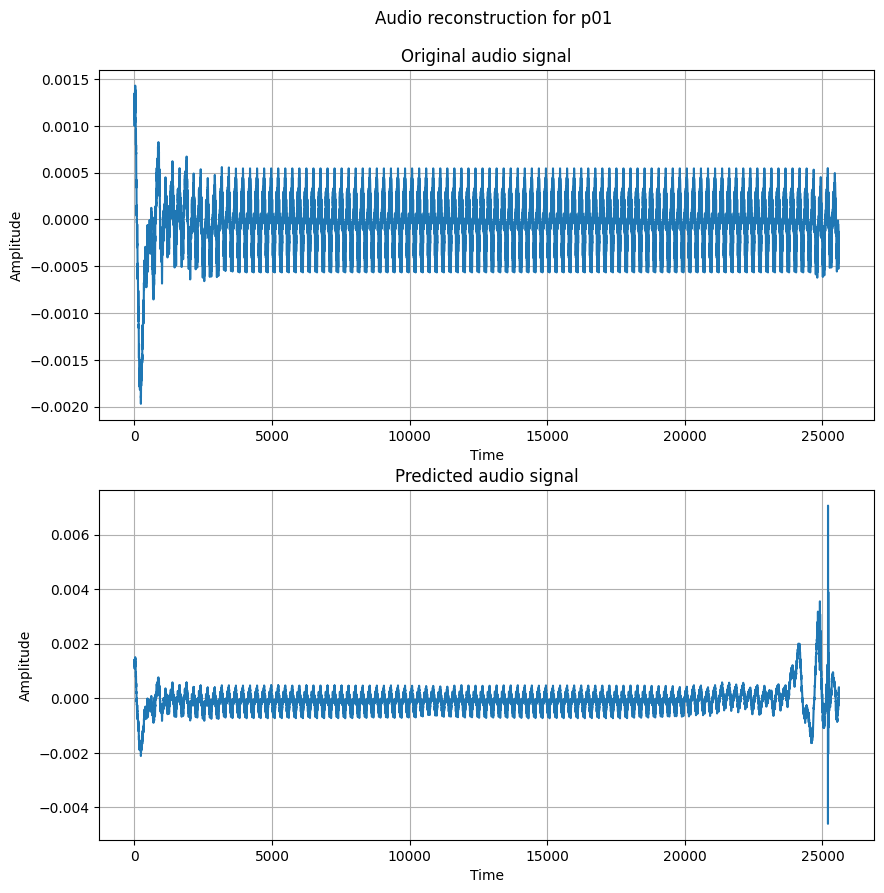 Audio reconstruction for p01
Original audio signal
0.0015
0.0010
0.0005
0.0000
−0.0005
−0.0010
−0.0015
−0.0020
Amplitude
0 5000 10000 15000 20000 25000
Time
Predicted audio signal
0.006
0.004
0.002
0.000
−0.002
−0.004
Amplitude
0 5000 10000 15000 20000 25000
Time